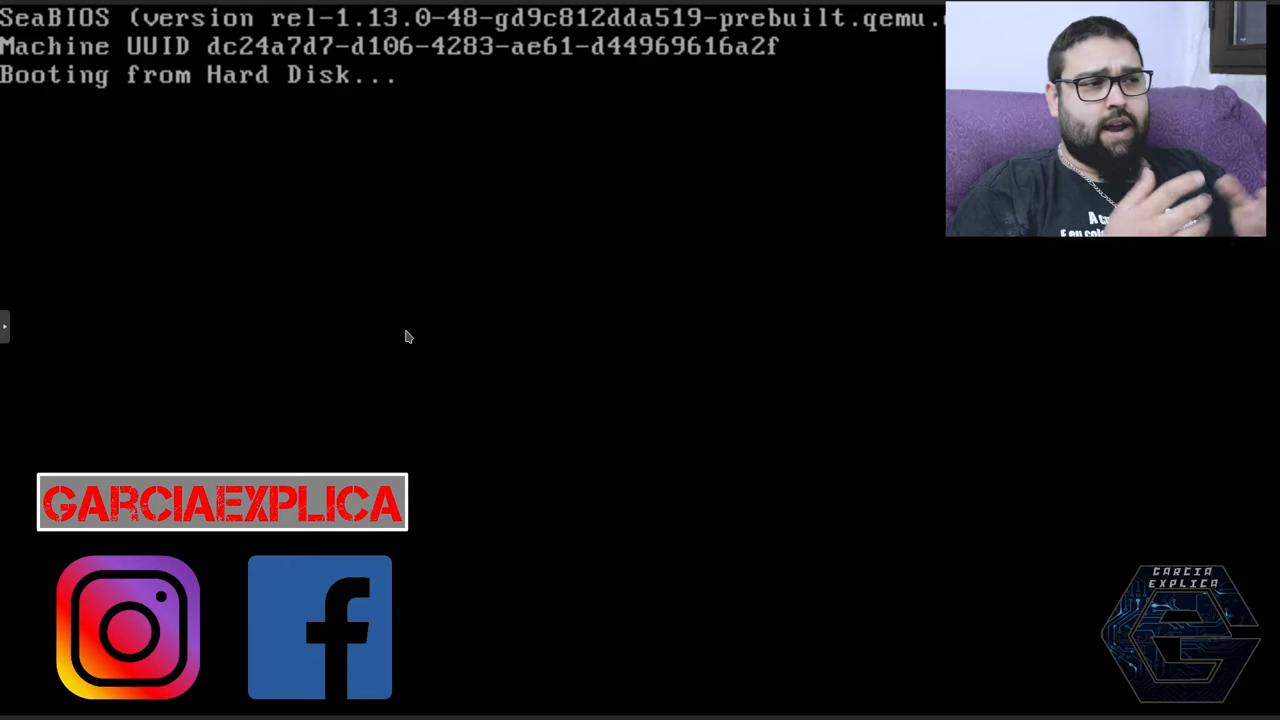 SeaBIOS (version rel-1.13.0-48-gd9c812dda519-prebuilt.qemu.
Machine UUID dc24a7d7-d106-4283-ae61-d44969616a2f
Booting from Hard Disk...
A
E eu
GARCIAEXPLICA
GARCIA
EXPLICA